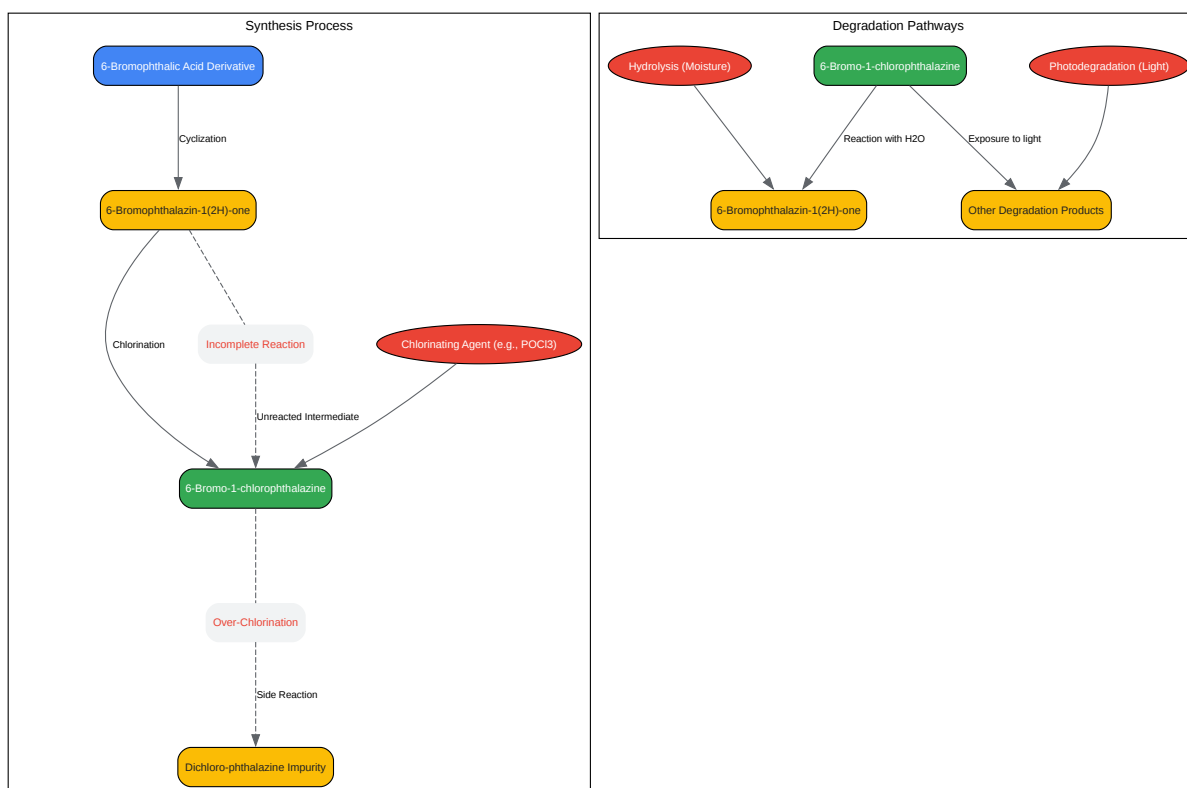 Synthesis Process
6-Bromophthalic Acid Derivative
Cyclization
6-Bromophthalazin-1(2H)-one
Incomplete Reaction
Chlorinating Agent (e.g., POCl3)
Chlorination
Unreacted Intermediate
6-Bromo-1-chlorophthalazine
Over-Chlorination
Side Reaction
Dichloro-phthalazine Impurity
Degradation Pathways
Hydrolysis (Moisture)
6-Bromo-1-chlorophthalazine
Photodegradation (Light)
Reaction with H2O
Exposure to light
6-Bromophthalazin-1(2H)-one
Other Degradation Products